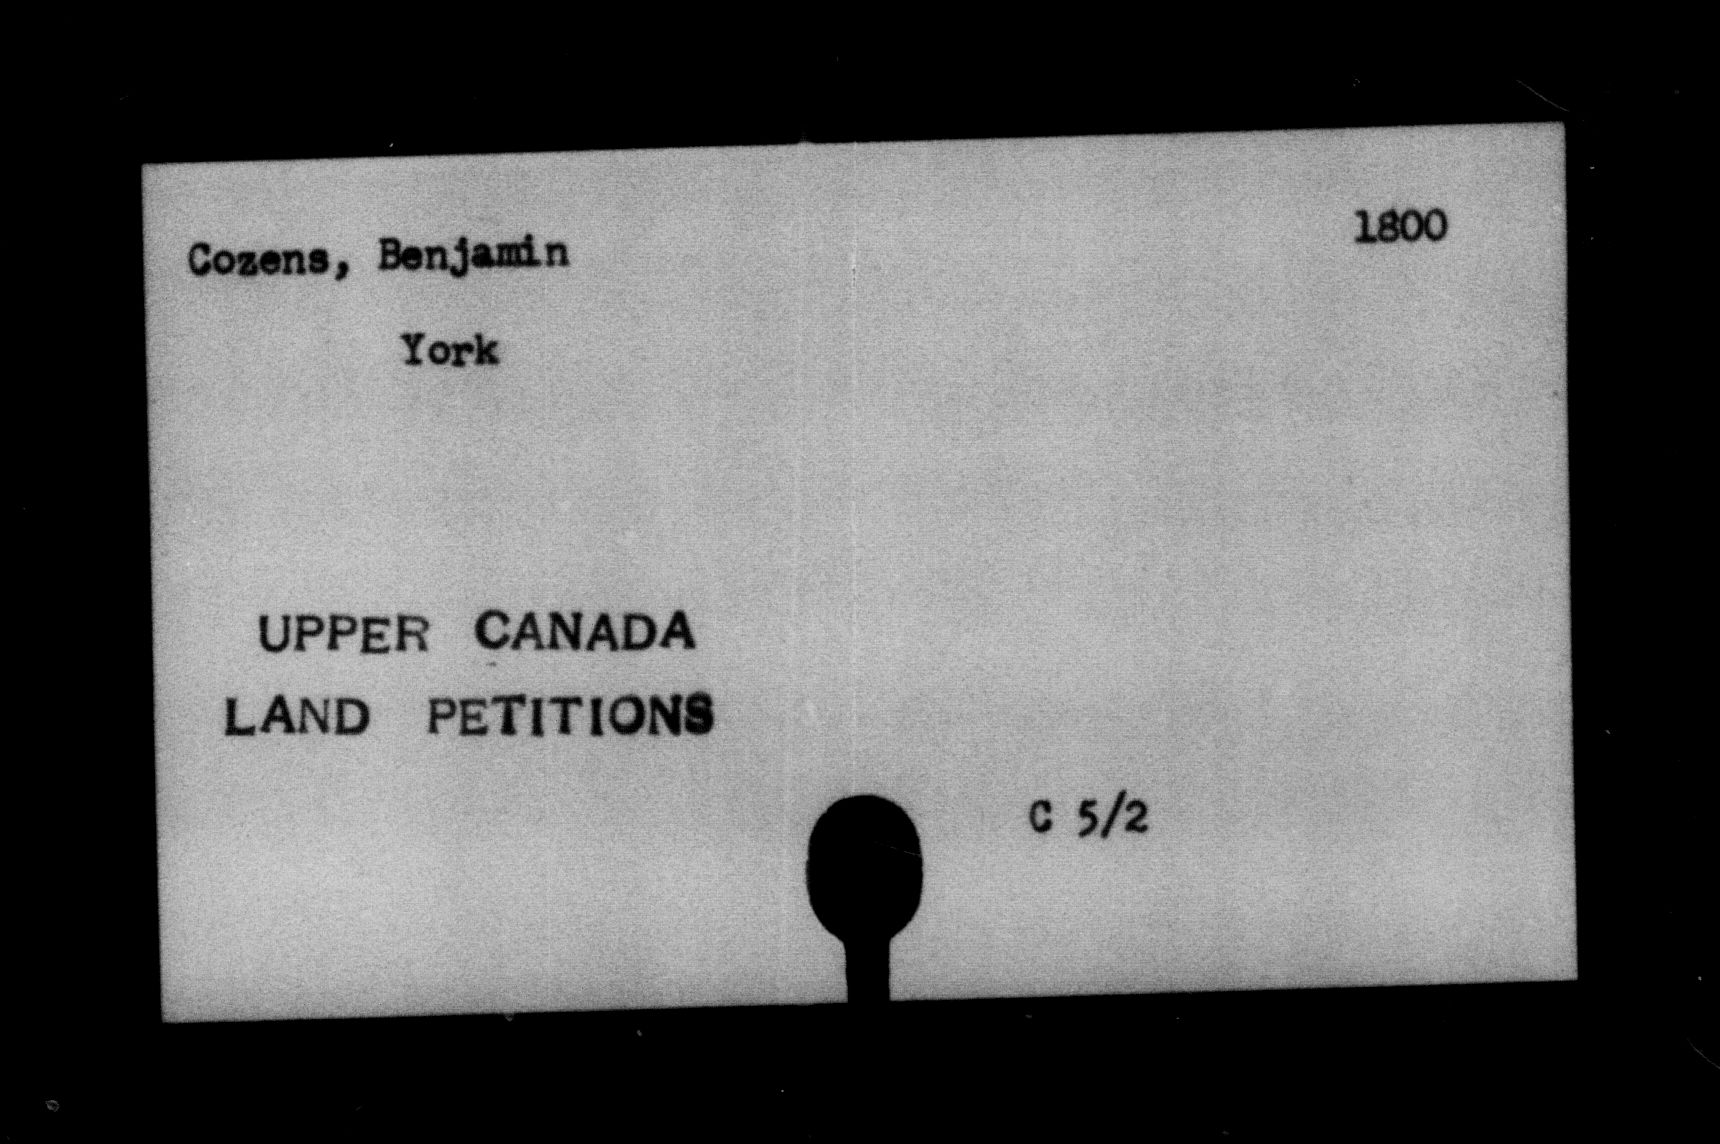 Cozens, Benjamin
1800
York
UPPER CANADA
LAND PETITIONS
C 5/2